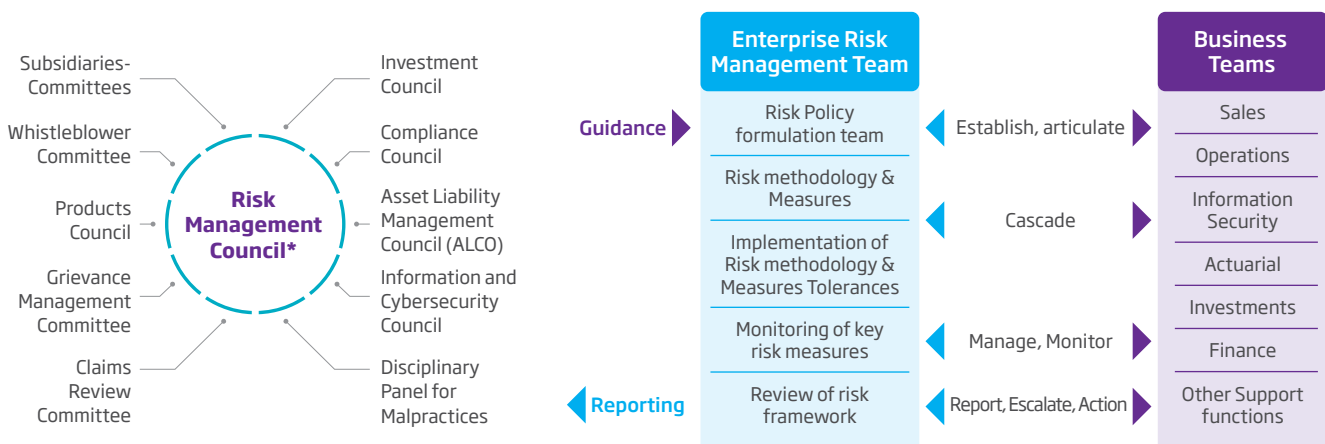 Subsidiaries-
Committees
Whistleblower
Committee
Products
Council
Grievance
Management
Committee
Claims
Review
Committee
Risk
Management
Council*
Investment
Council
Compliance
Council
Asset Liability
Management
Council (ALCO)
Information and
Cybersecurity
Council
Disciplinary
Panel for
Malpractices
Guidance
Reporting
Enterprise Risk
Management Team
Risk Policy
formulation team
Risk methodology &
Measures
Implementation of
Risk methodology &
Measures Tolerances
Monitoring of key
risk measures
Review of risk
framework
Establish, articulate
Cascade
Manage, Monitor
Report, Escalate, Action
Business
Teams
Sales
Operations
Information
Security
Actuarial
Investments
Finance
Other Support
functions